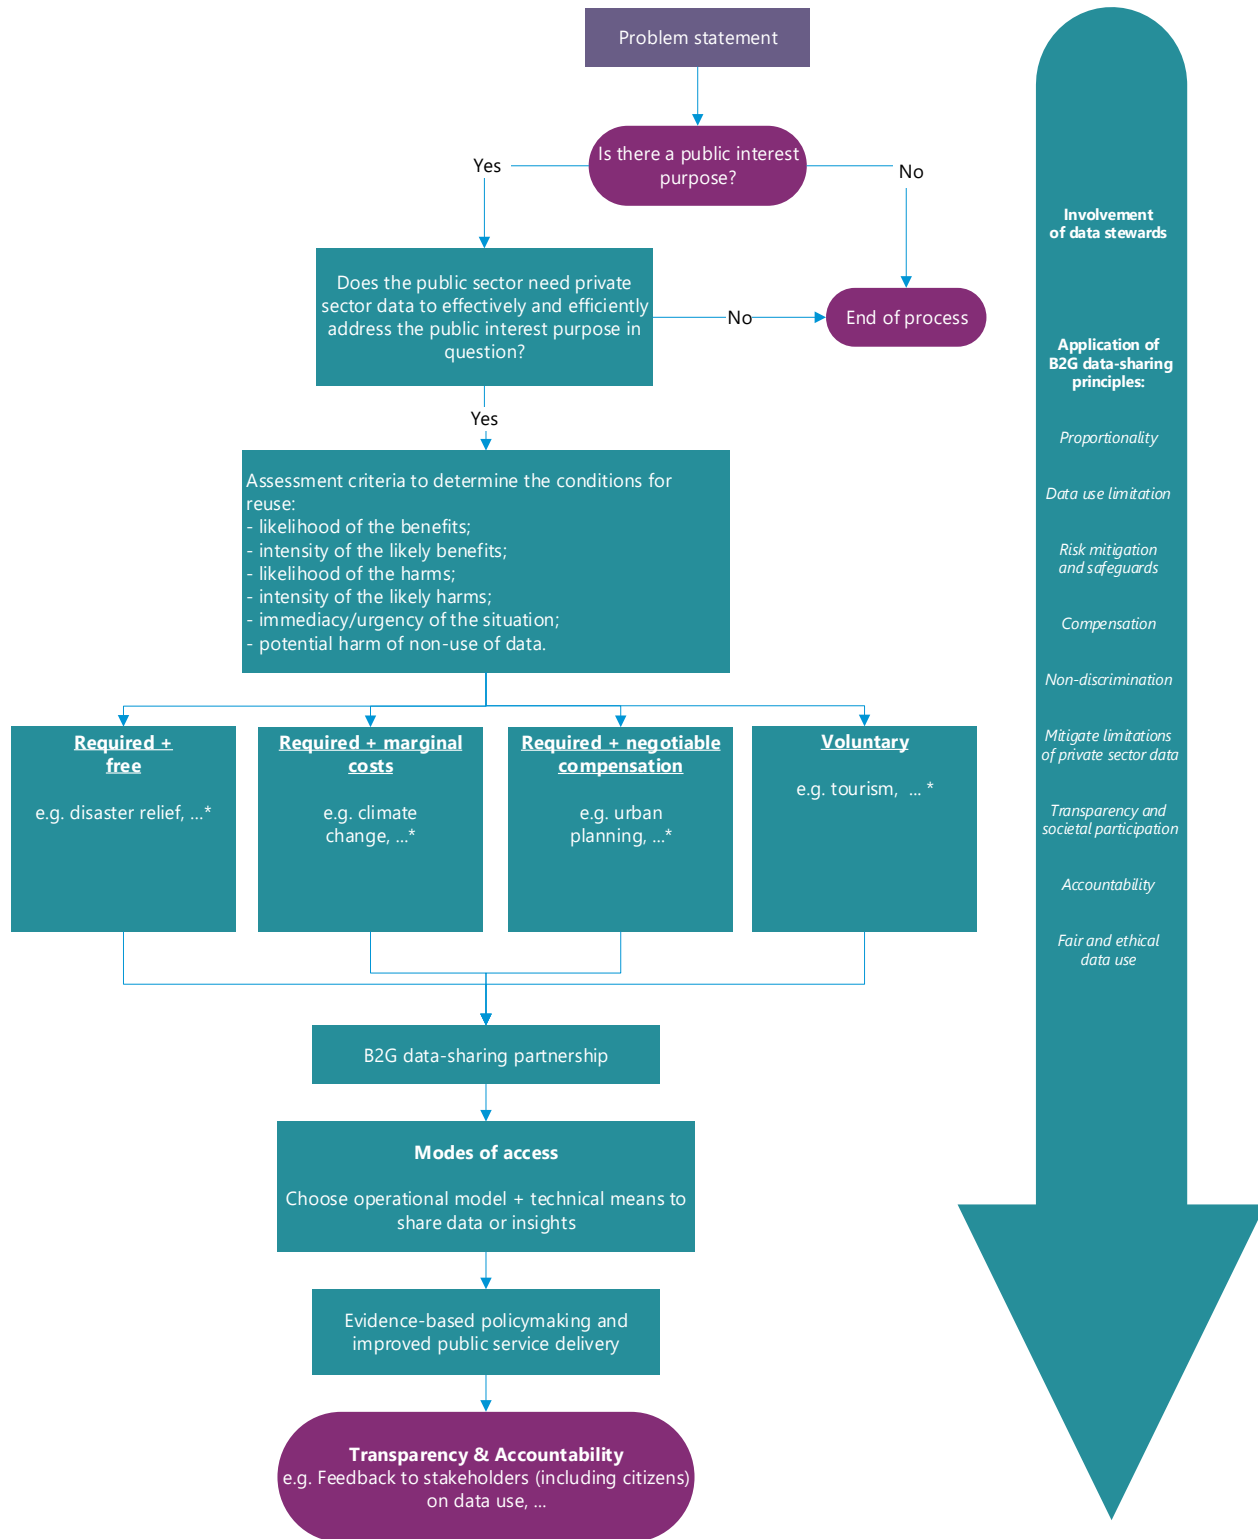 Problem statement
Is there a public interest
purpose?
Yes
No
Does the public sector need private
sector data to effectively and efficiently
address the public interest purpose in
question?
No
End of process
Yes
Assessment criteria to determine the conditions for
reuse:
- likelihood of the benefits;
- intensity of the likely benefits;
- likelihood of the harms;
- intensity of the likely harms;
- immediacy/urgency of the situation;
- potential harm of non-use of data.
Required +
free
e.g. disaster relief, ...*
Required + marginal
costs
e.g. climate
change, ...*
Required + negotiable
compensation
e.g. urban
planning, ...*
Voluntary
e.g. tourism, ... *
B2G data-sharing partnership
Modes of access
Choose operational model + technical means to
share data or insights
Evidence-based policymaking and
improved public service delivery
Transparency & Accountability
e.g. Feedback to stakeholders (including citizens)
on data use, ...
Involvement
of data stewards
Application of
B2G data-sharing
principles:
Proportionality
Data use limitation
Risk mitigation
and safeguards
Compensation
Non-discrimination
Mitigate limitations
of private sector data
Transparency and
societal participation
Accountability
Fair and ethical
data use